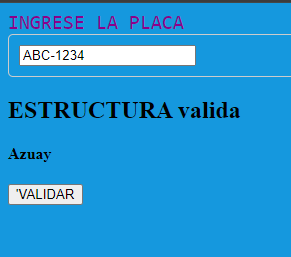 INGRESE LA PLACA
ABC-1234
ESTRUCTURA valida
Azuay
'VALIDAR